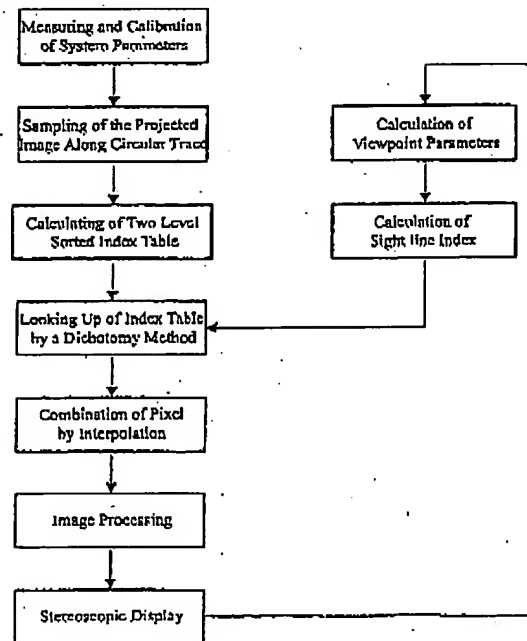 Measuring and Calibration
of System Parameters
Sampling of the Projected
Image Along Circular Trace
Calculating of Two Level
Sorted Index Table
Looking Up of Index Table
by a Dichotomy Method
Combination of Pixel
by Interpolation
Image Processing
Stereoscopic Display
Calculation of
Viewpoint Parameters
Calculation of
Sight line Index